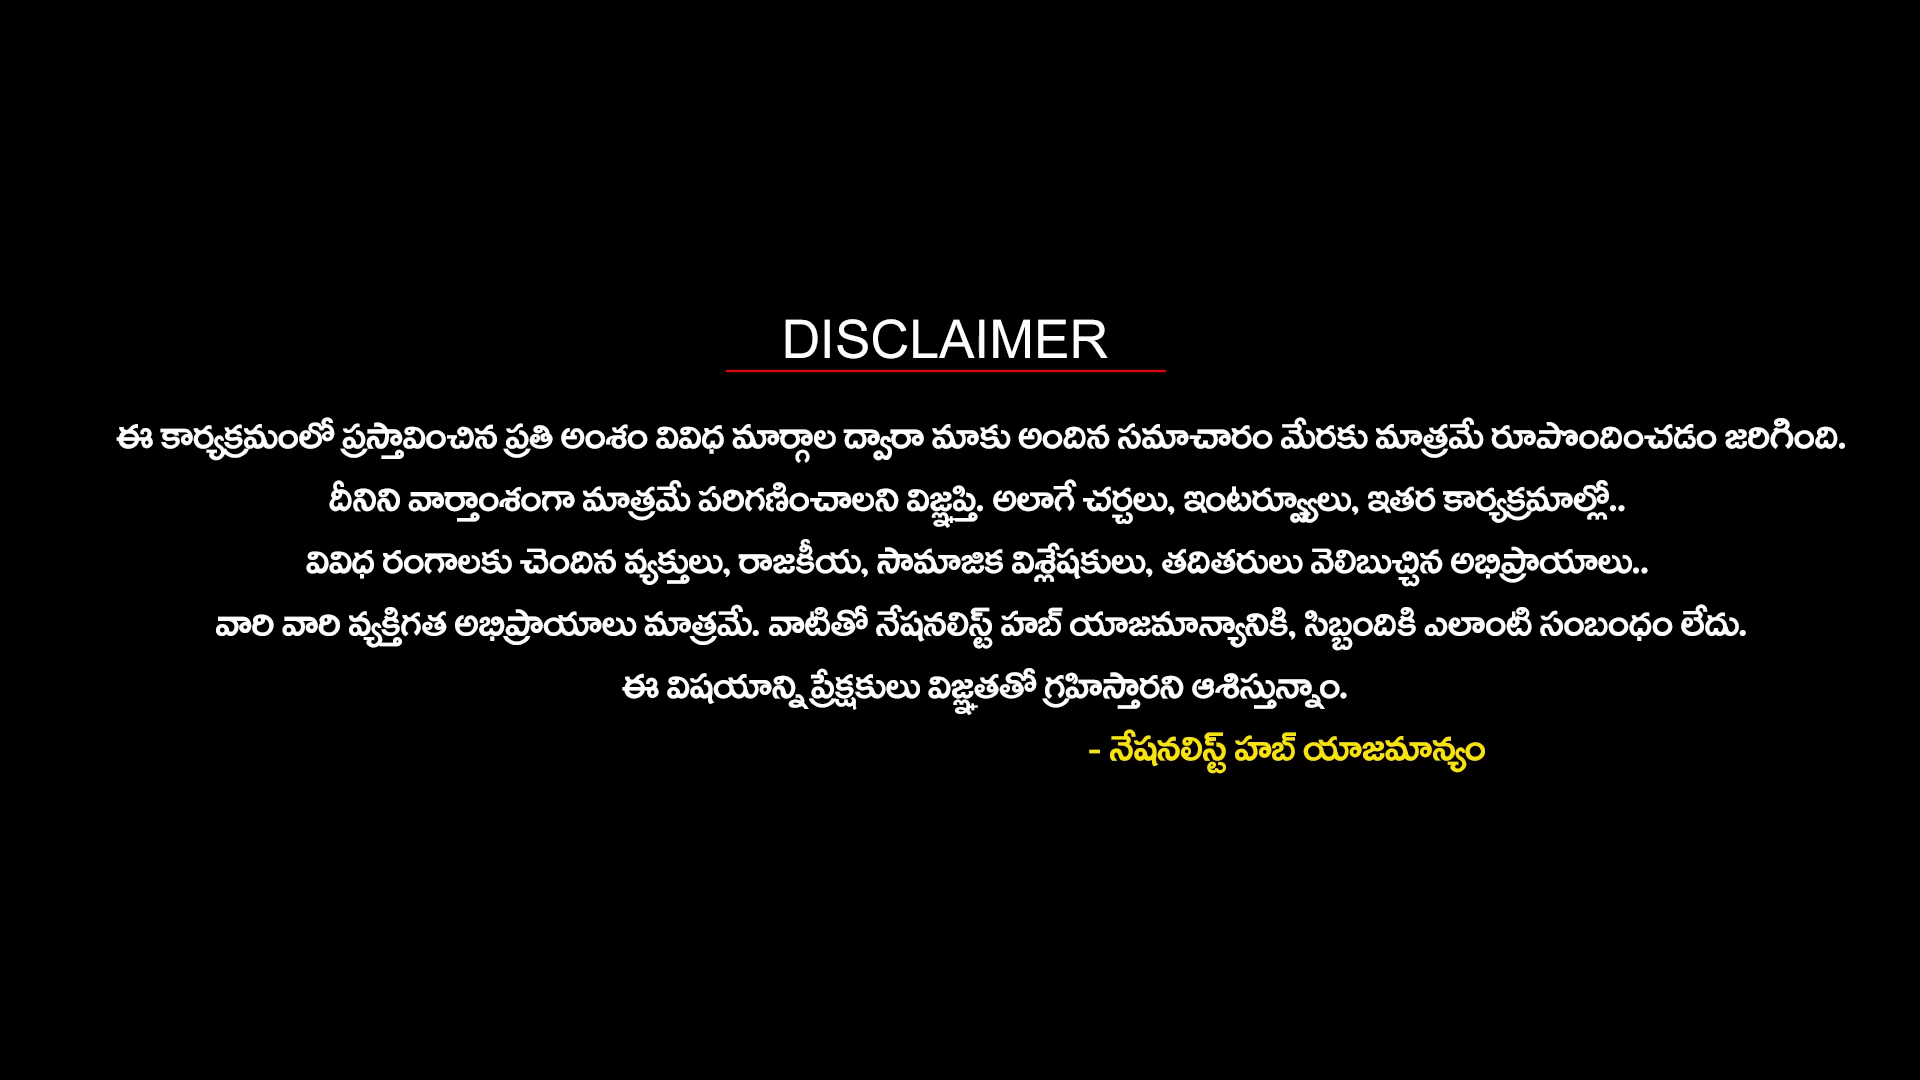 DISCLAIMER
ఈ కార్యక్రమంలో ప్రస్తావించిన ప్రతి అంశం వివిధ మార్గాల ద్వారా మాకు అందిన సమాచారం మేరకు మాత్రమే రూపొందించడం జరిగింది.
దీనిని వార్తాంశంగా మాత్రమే పరిగణించాలని విజ్ఞప్తి. అలాగే చర్చలు, ఇంటర్వ్యూలు, ఇతర కార్యక్రమాల్లో..
వివిధ రంగాలకు చెందిన వ్యక్తులు, రాజకీయ, సామాజిక విశ్లేషకులు, తదితరులు వెలిబుచ్చిన అభిప్రాయాలు..
వారి వారి వ్యక్తిగత అభిప్రాయాలు మాత్రమే. వాటితో నేషనలిస్ట్ హబ్ యాజమాన్యానికి, సిబ్బందికి ఎలాంటి సంబంధం లేదు.
ఈ విషయాన్ని ప్రేక్షకులు విజ్ఞతతో గ్రహిస్తారని ఆశిస్తున్నాం.
- నేషనలిస్ట్ హబ్ యాజమాన్యం